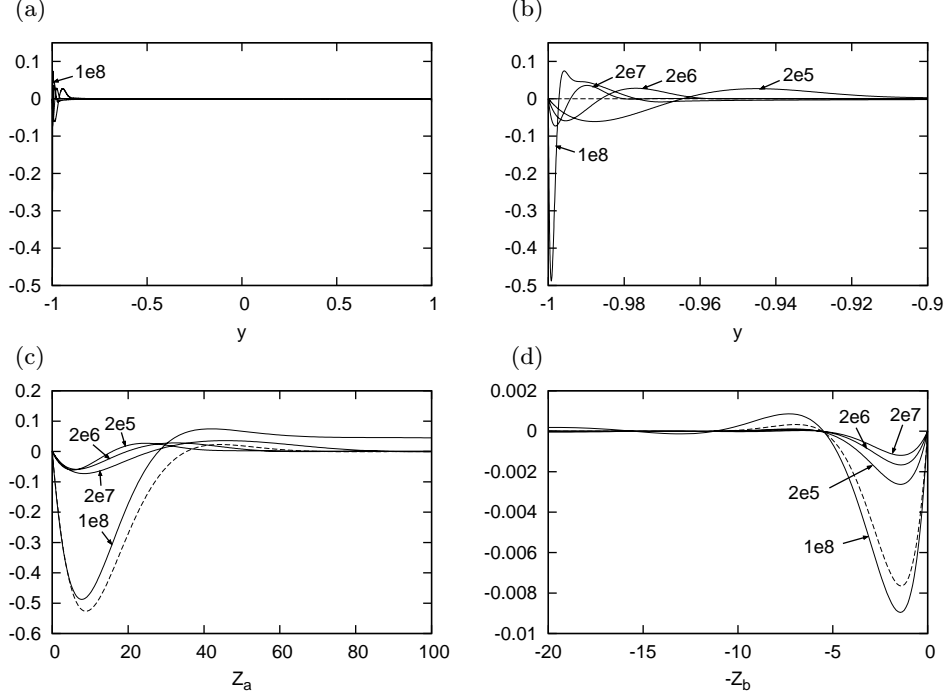 (a)
0.1
0
-0.1
-0.2
-0.3
-0.4
-0.5
1e8
-1
-0.5
0
0.5
1
y
(b)
0.1
0
-0.1
-0.2
-0.3
-0.4
-0.5
2e7
2e6
2e5
1e8
-1
-0.98
-0.96
-0.94
-0.92
-0.9
y
(c)
0.2
0.1
0
-0.1
-0.2
-0.3
-0.4
-0.5
-0.6
2e6
2e5
2e7
1e8
0
20
40
60
80
100
Z_a
(d)
0.002
0
-0.002
-0.004
-0.006
-0.008
-0.01
2e6
2e7
2e5
1e8
-20
-15
-10
-5
0
-Z_b